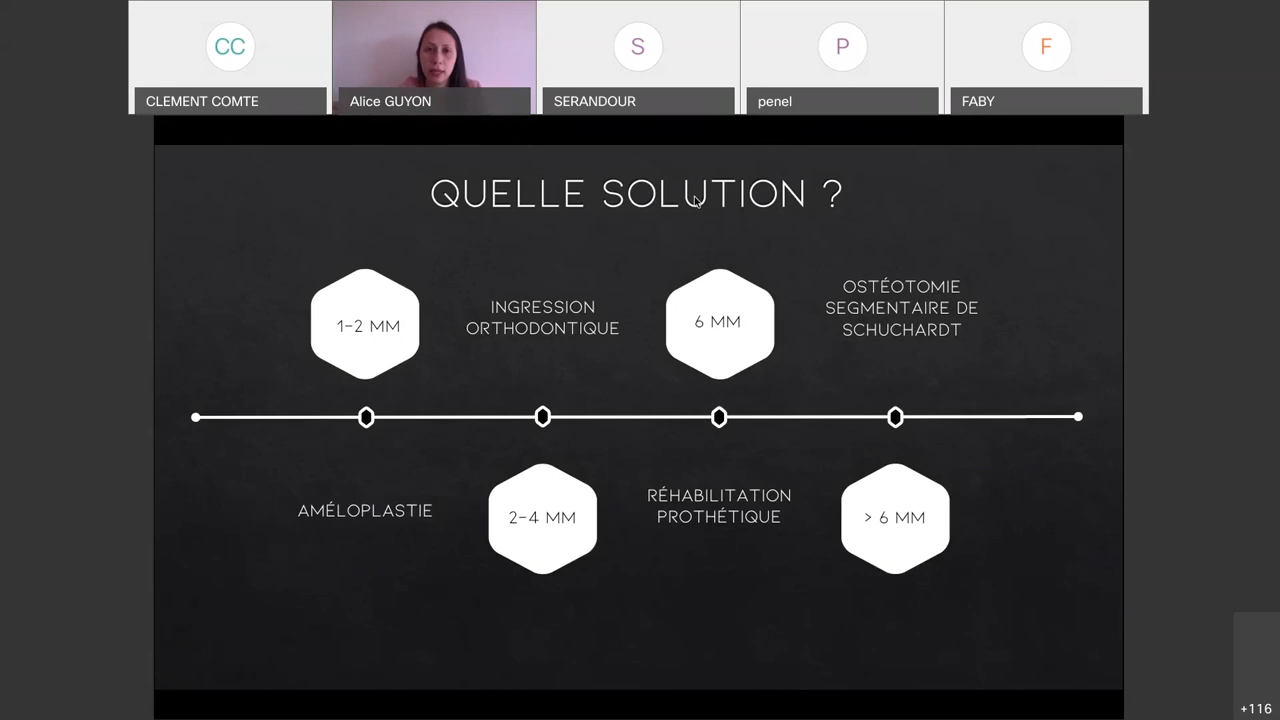 CC
S
P
F
CLEMENT COMTE
Alice GUYON
SERANDOUR
penel
FABY
QUELLE SOLUTION ?
1-2 MM
INGRESSION
ORTHODONTIQUE
6 MM
OSTÉOTOMIE
SEGMENTAIRE DE
SCHUCHARDT
AMÉLOPLASTIE
2-4 MM
RÉHABILITATION
PROTHÉTIQUE
> 6 MM
+116